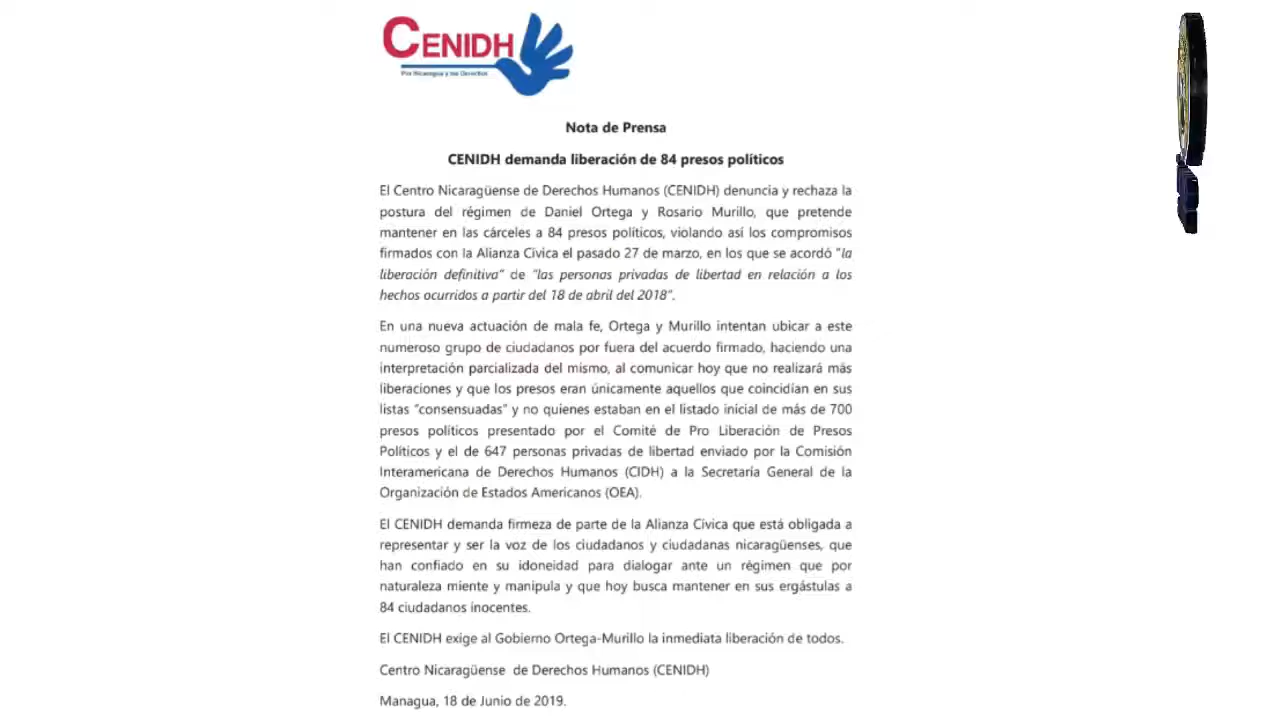 CENIDH
Por Nicaragua y sus Derechos
Nota de Prensa
CENIDH demanda liberación de 84 presos políticos
El Centro Nicaragüense de Derechos Humanos (CENIDH) denuncia y rechaza la
postura del régimen de Daniel Ortega y Rosario Murillo, que pretende
mantener en las cárceles a 84 presos políticos, violando así los compromisos
firmados con la Alianza Cívica el pasado 27 de marzo, en los que se acordó “la
liberación definitiva” de “las personas privadas de libertad en relación a los
hechos ocurridos a partir del 18 de abril del 2018”.
En una nueva actuación de mala fe, Ortega y Murillo intentan ubicar a este
numeroso grupo de ciudadanos por fuera del acuerdo firmado, haciendo una
interpretación parcializada del mismo, al comunicar hoy que no realizará más
liberaciones y que los presos eran únicamente aquellos que coincidían en sus
listas “consensuadas” y no quienes estaban en el listado inicial de más de 700
presos políticos presentado por el Comité de Pro Liberación de Presos
Políticos y el de 647 personas privadas de libertad enviado por la Comisión
Interamericana de Derechos Humanos (CIDH) a la Secretaría General de la
Organización de Estados Americanos (OEA).
El CENIDH demanda firmeza de parte de la Alianza Cívica que está obligada a
representar y ser la voz de los ciudadanos y ciudadanas nicaragüenses, que
han confiado en su idoneidad para dialogar ante un régimen que por
naturaleza miente y manipula y que hoy busca mantener en sus ergástulas a
84 ciudadanos inocentes.
El CENIDH exige al Gobierno Ortega-Murillo la inmediata liberación de todos.
Centro Nicaragüense de Derechos Humanos (CENIDH)
Managua, 18 de Junio de 2019.